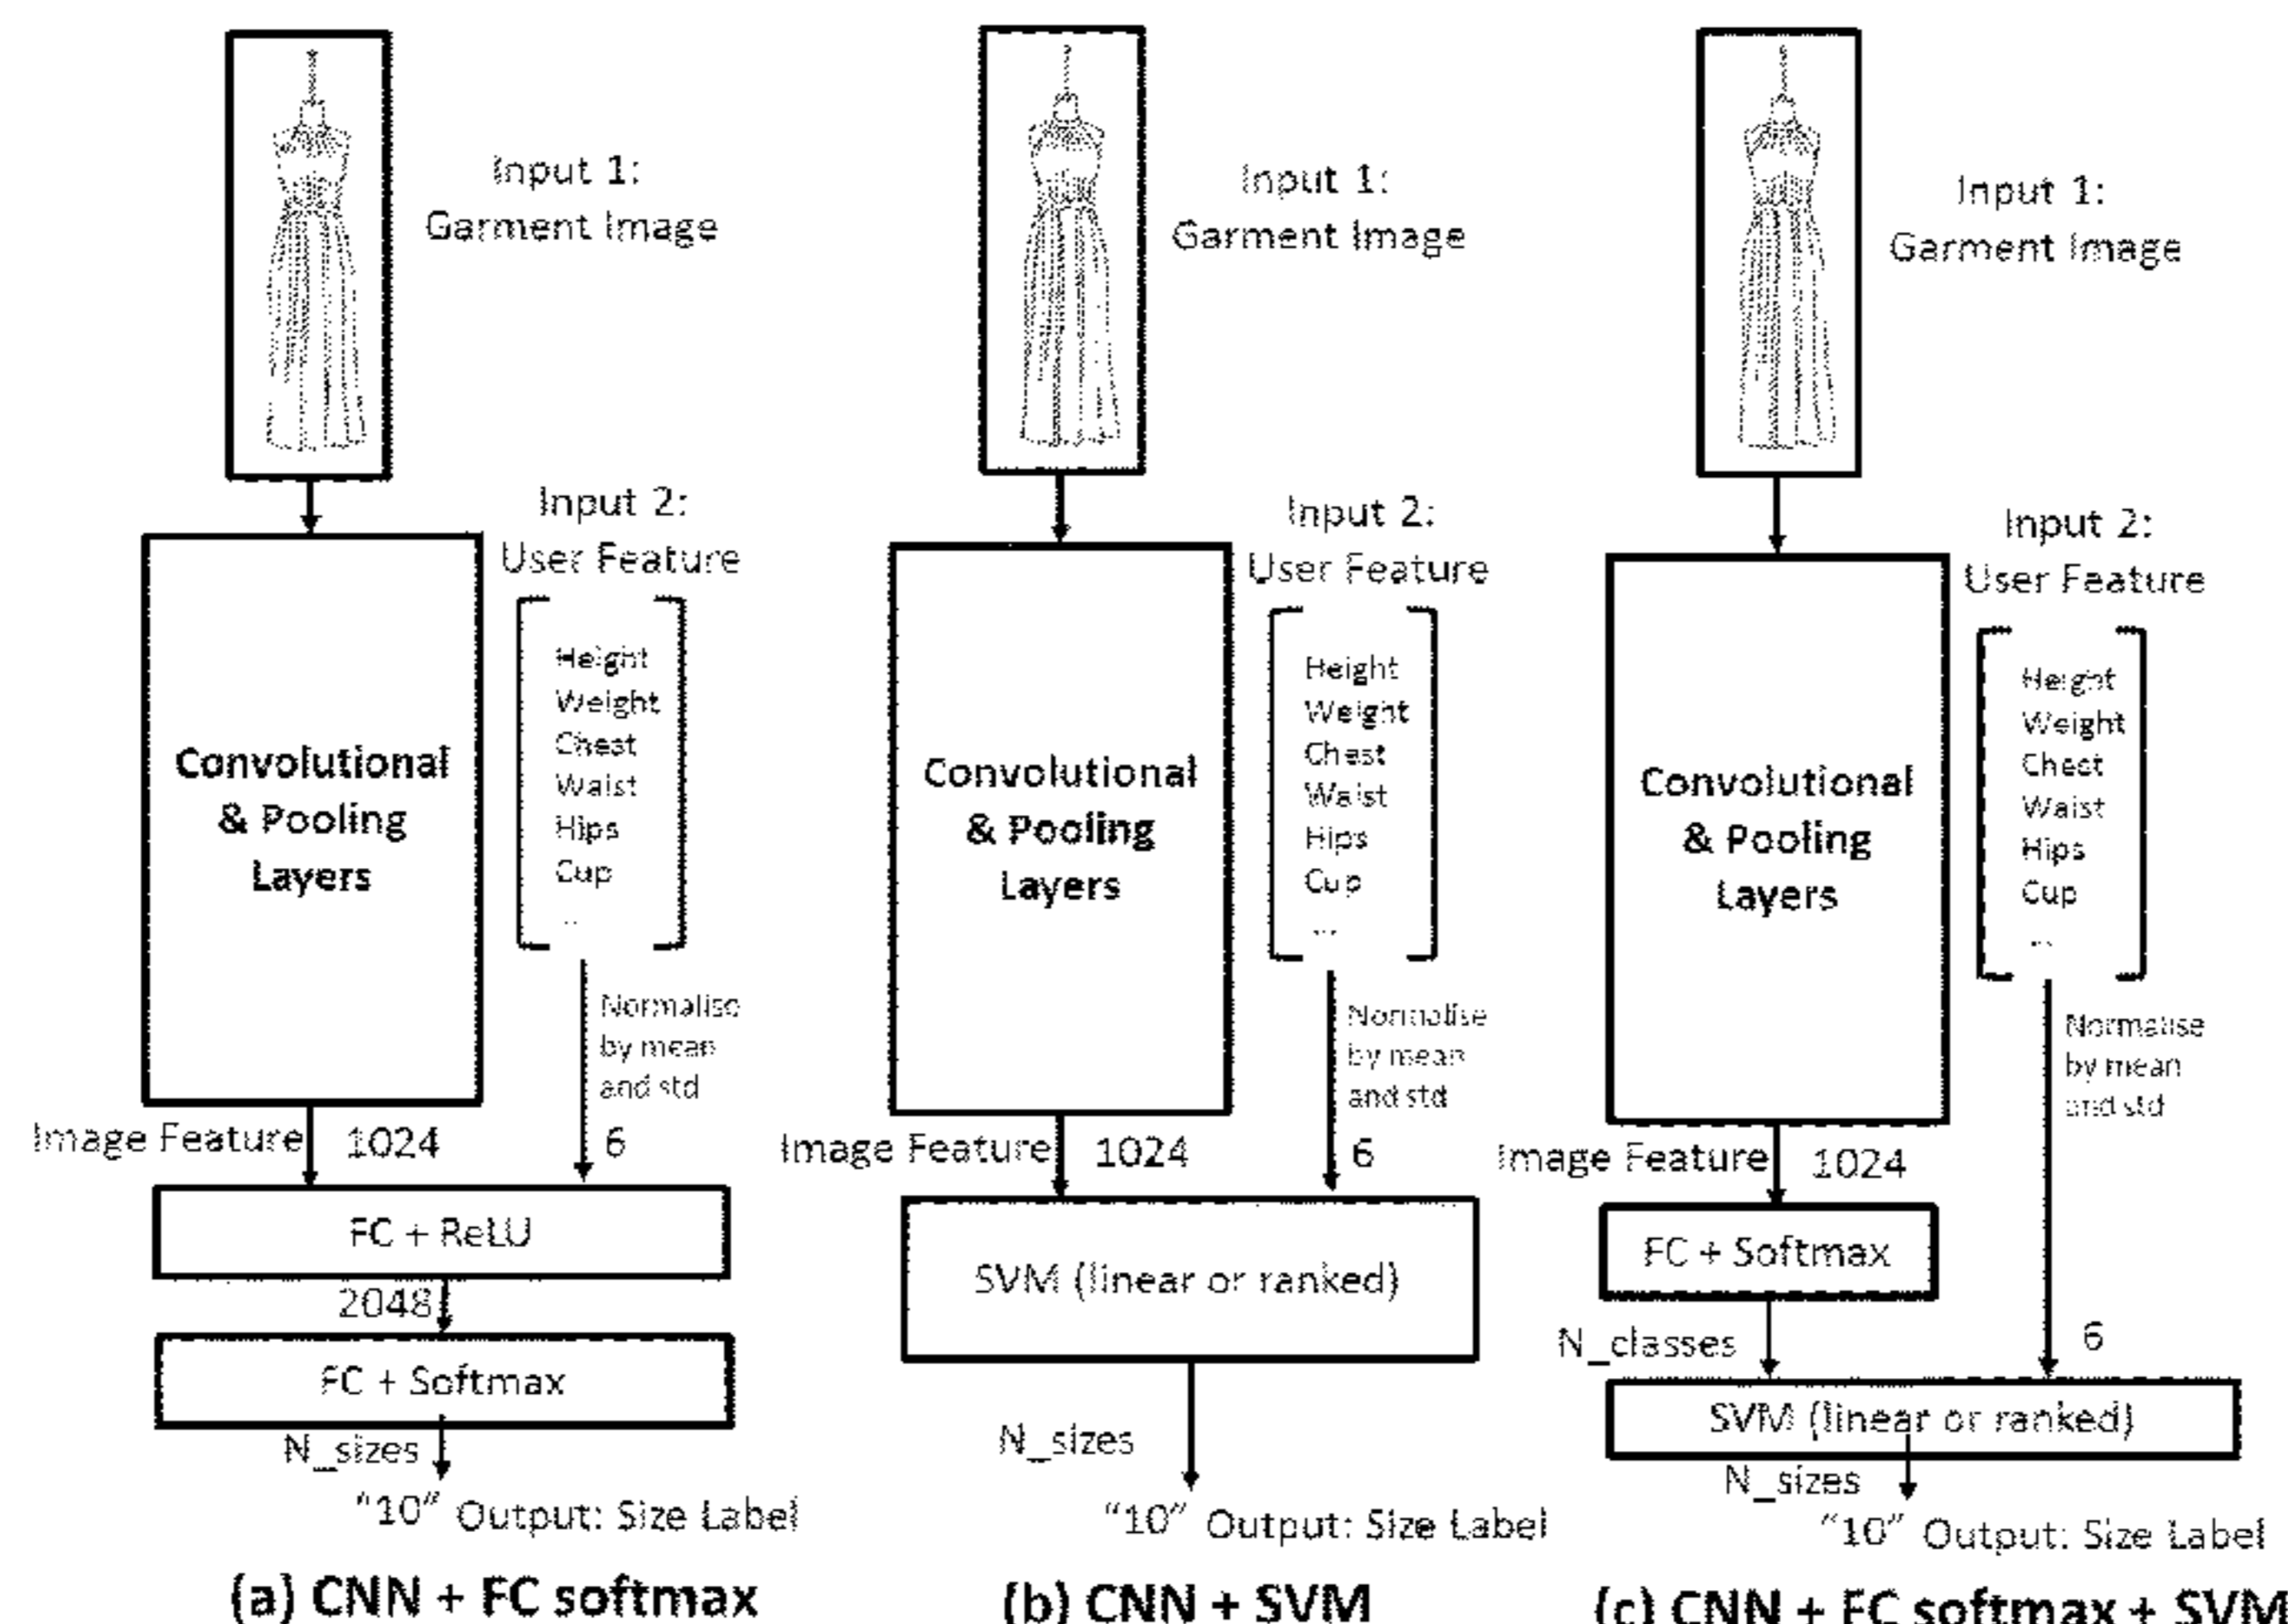 Input 1:
Garment Image
Input 2:
User Feature
Height
Weight
Chest
Waist
Hips
Cup
...
Convolutional
& Pooling
Layers
Normalise
by mean
and std
Image Feature
1024
6
FC + ReLU
2048
FC + Softmax
N_sizes
“10” Output: Size Label
(a) CNN + FC softmax
Input 1:
Garment Image
Input 2:
User Feature
Height
Weight
Chest
Waist
Hips
Cup
...
Convolutional
& Pooling
Layers
Normalise
by mean
and std
Image Feature
1024
6
SVM (linear or ranked)
N_sizes
“10” Output: Size Label
(b) CNN + SVM
Input 1:
Garment Image
Input 2:
User Feature
Height
Weight
Chest
Waist
Hips
Cup
...
Convolutional
& Pooling
Layers
Normalise
by mean
and std
Image Feature
1024
FC + Softmax
N_classes
6
SVM (linear or ranked)
N_sizes
“10” Output: Size Label
(c) CNN + FC softmax + SVM